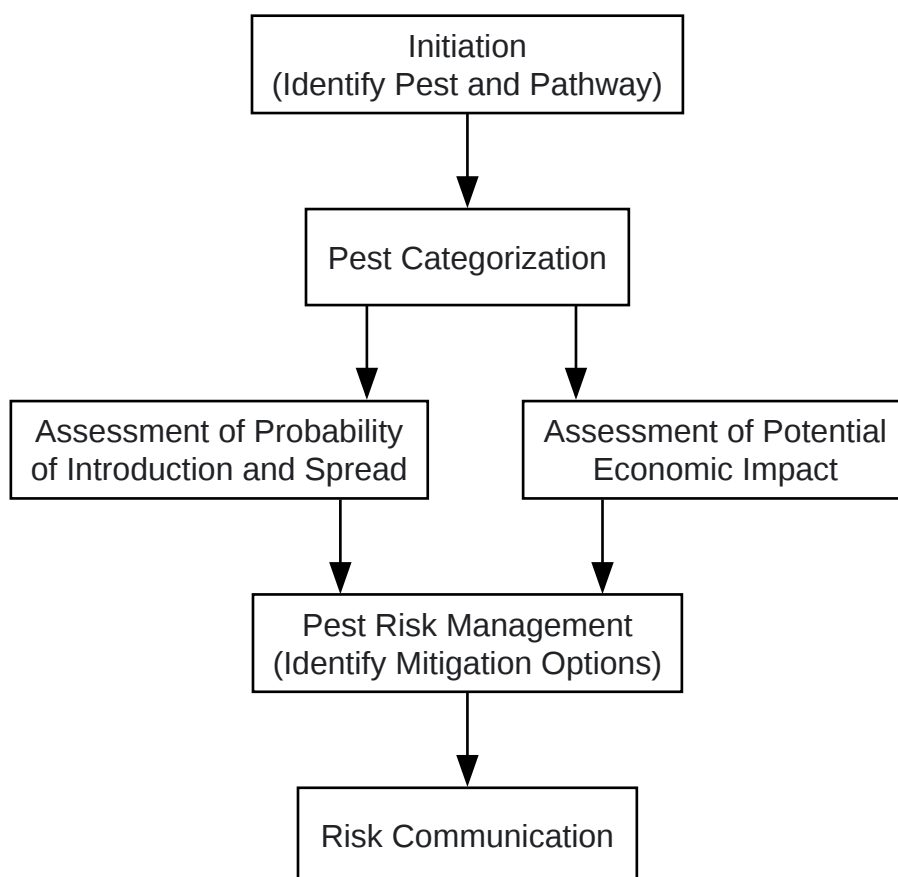 Initiation
(Identify Pest and Pathway)
Pest Categorization
Assessment of Probability
of Introduction and Spread
Assessment of Potential
Economic Impact
Pest Risk Management
(Identify Mitigation Options)
Risk Communication